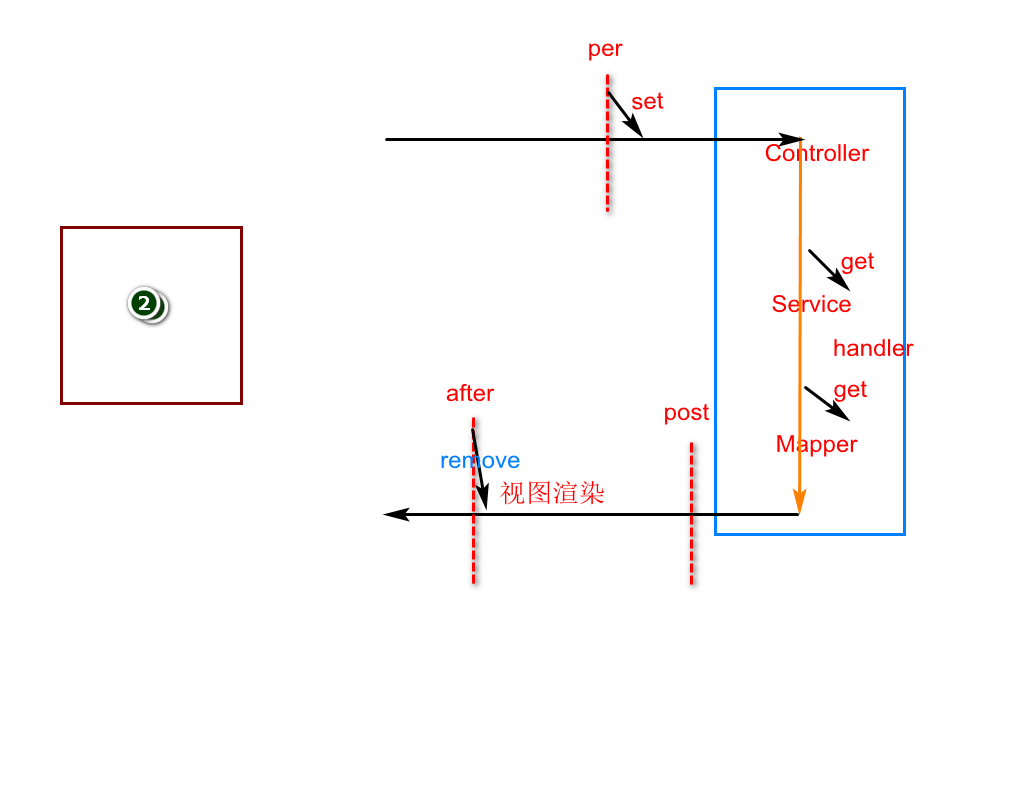 per
set
Controller
get
Service
2
handler
get
after
post
Mapper
remove
视图渲染